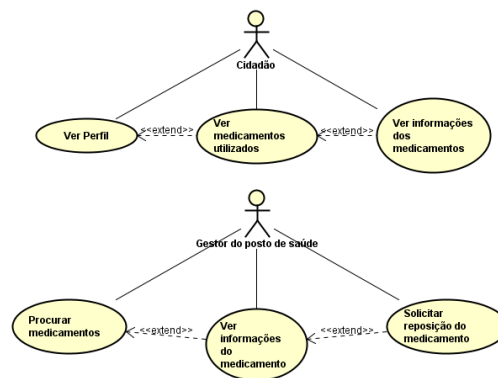 Cidadão
Ver Perfil
<<extend>>
Ver
medicamentos
utilizados
<<extend>>
Ver informações
dos
medicamentos
Gestor do posto de saúde
Procurar
medicamentos
<<extend>>
Ver
informações
do
medicamento
<<extend>>
Solicitar
reposição do
medicamento